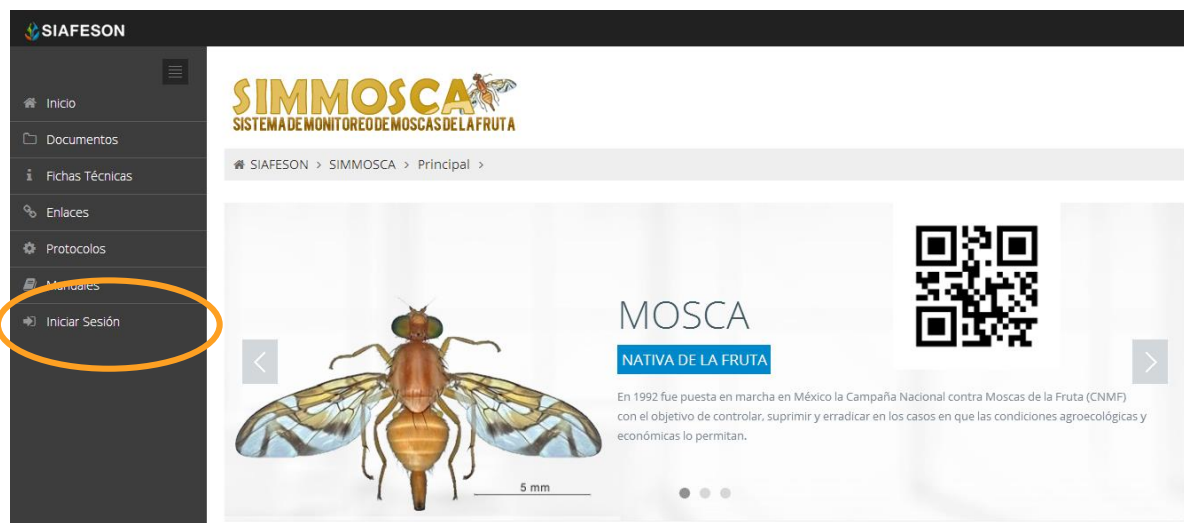 SIAFESON
Inicio
Documentos
Fichas Técnicas
Enlaces
Protocolos
Manuales
Iniciar Sesión
SIMMOSCA
SISTEMA DE MONITOREO DE MOSCAS DE LA FRUTA
SIAFESON > SIMMOSCA > Principal >
MOSCA
NATIVA DE LA FRUTA
En 1992 fue puesta en marcha en México la Campaña Nacional contra Moscas de la Fruta (CNMF)
con el objetivo de controlar, suprimir y erradicar en los casos en que las condiciones agroecológicas y
económicas lo permitan.
5 mm